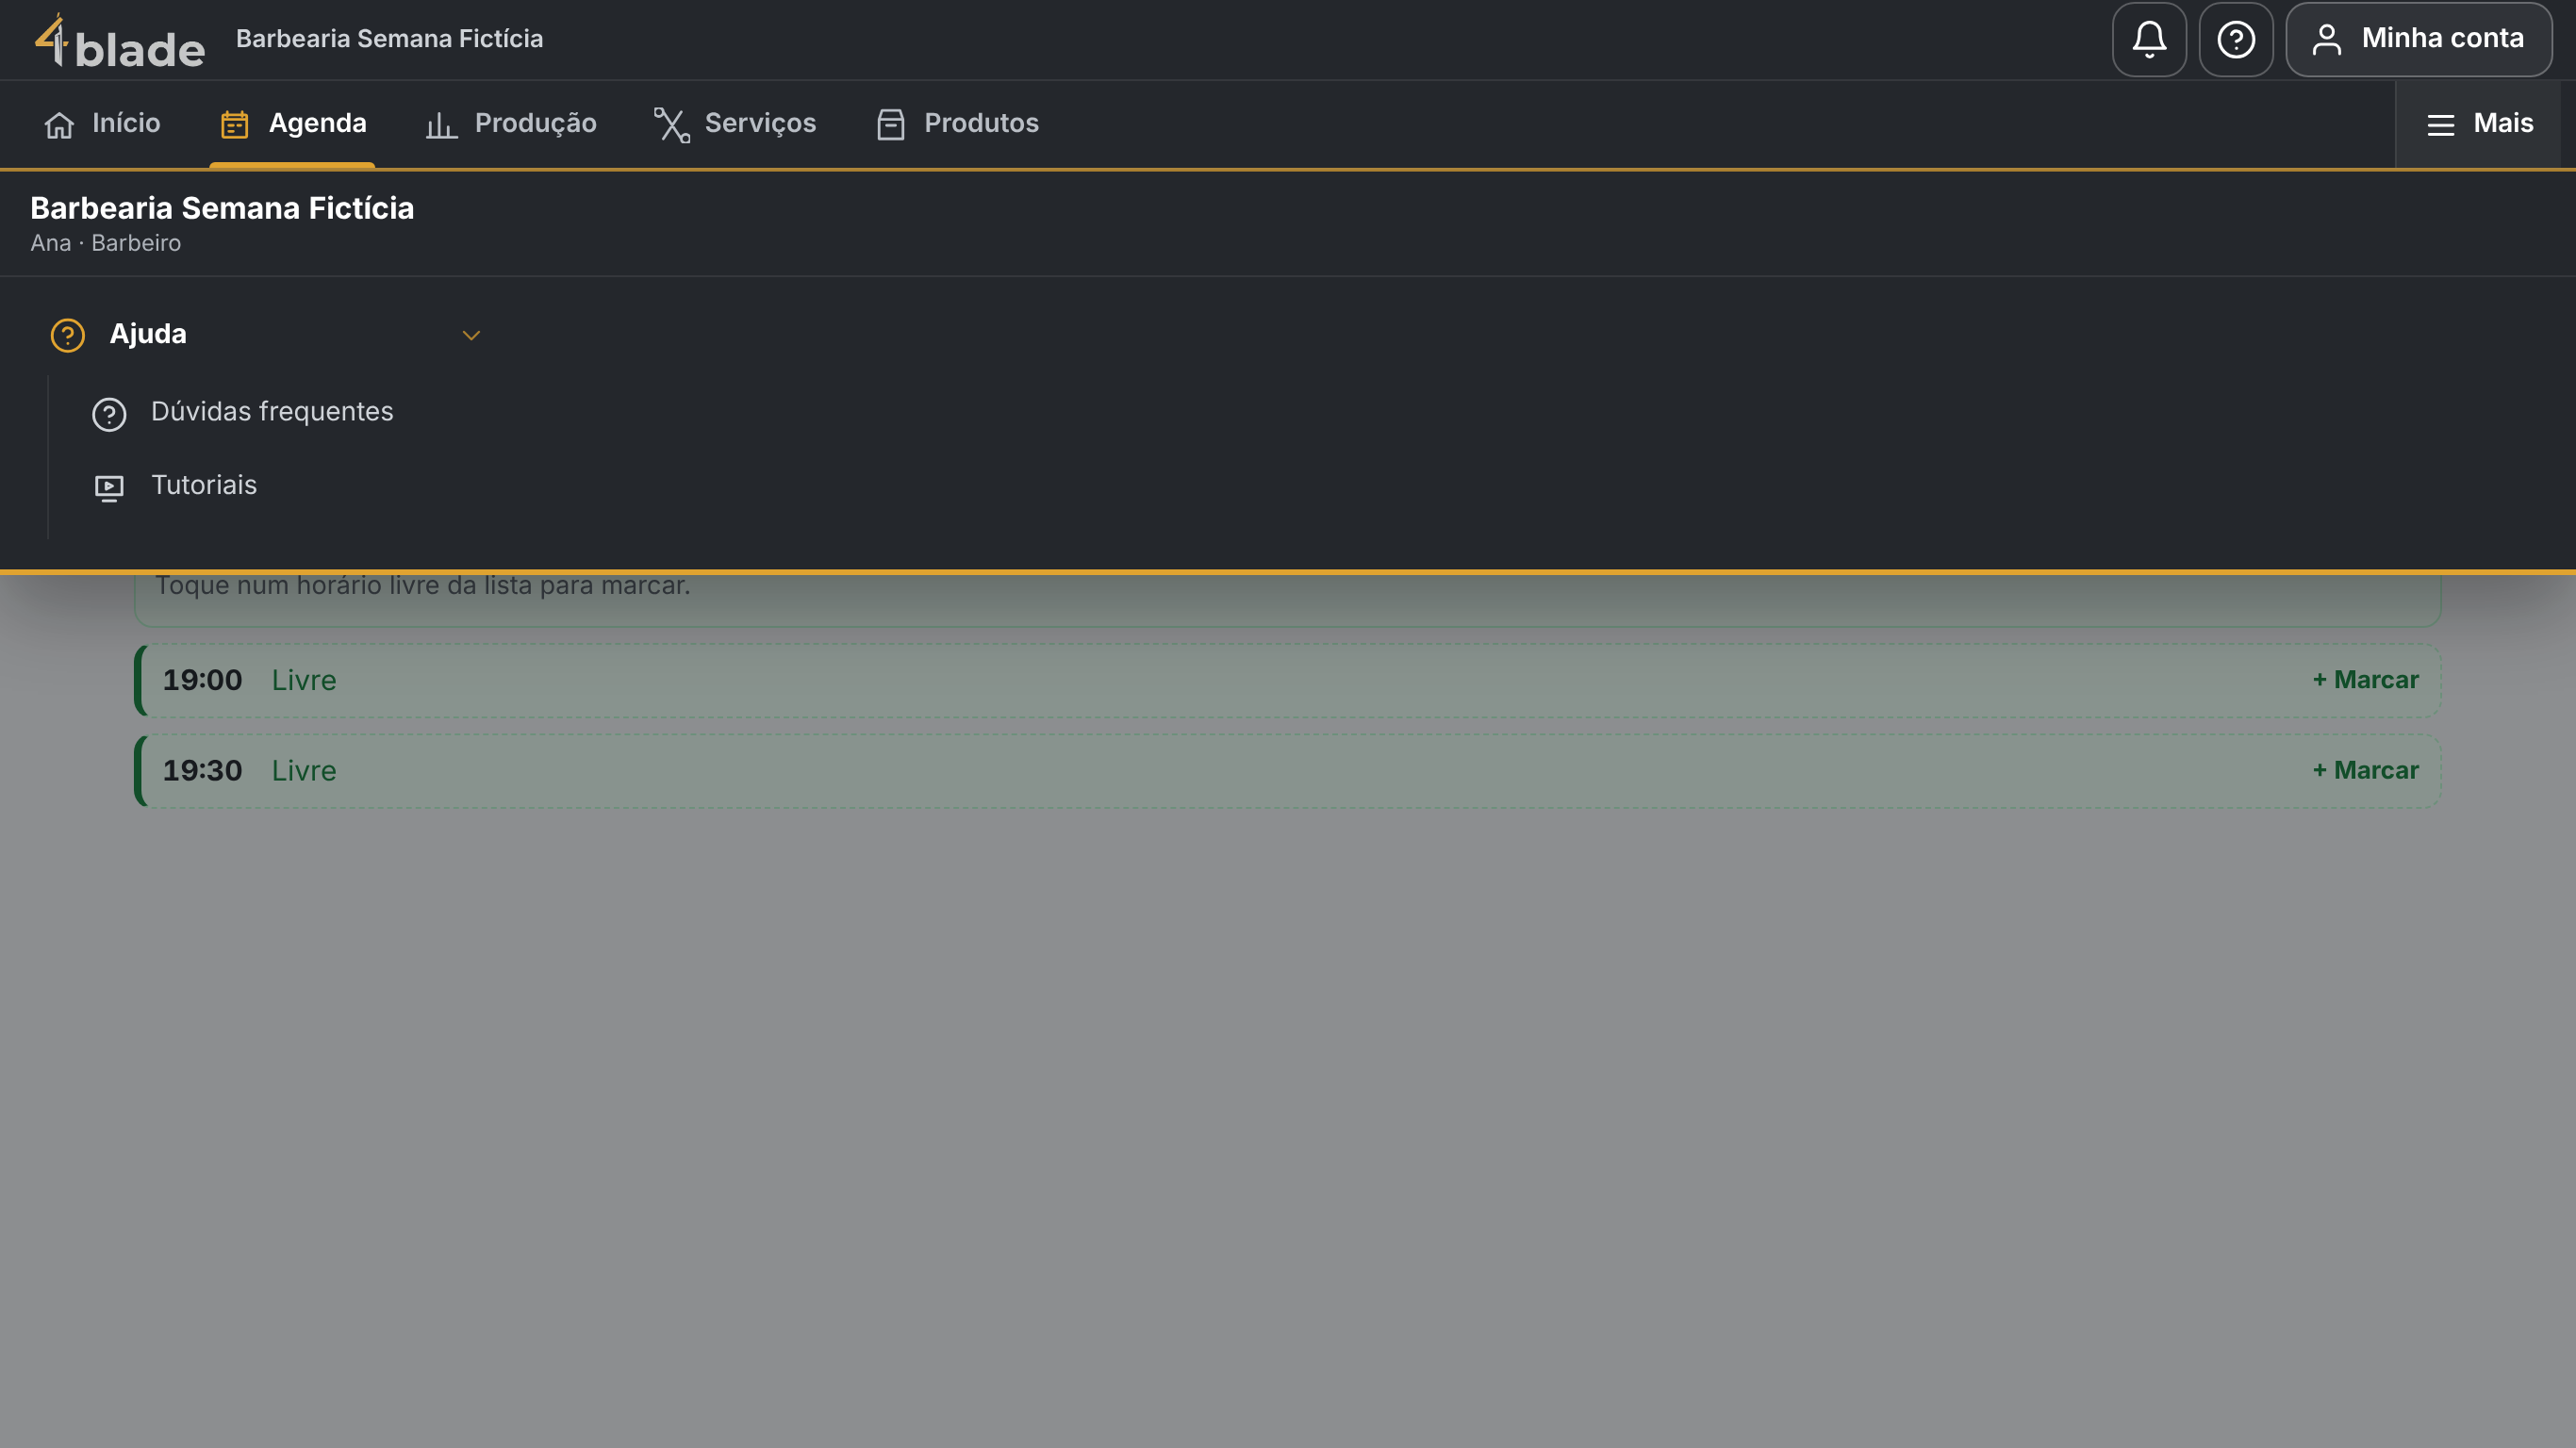 4blade
Barbearia Semana Fictícia
Minha conta
Início
Agenda
Produção
Serviços
Produtos
Mais
Barbearia Semana Fictícia
Ana · Barbeiro
Ajuda
Dúvidas frequentes
Tutoriais
Toque num horário livre da lista para marcar.
19:00 Livre + Marcar
19:30 Livre + Marcar